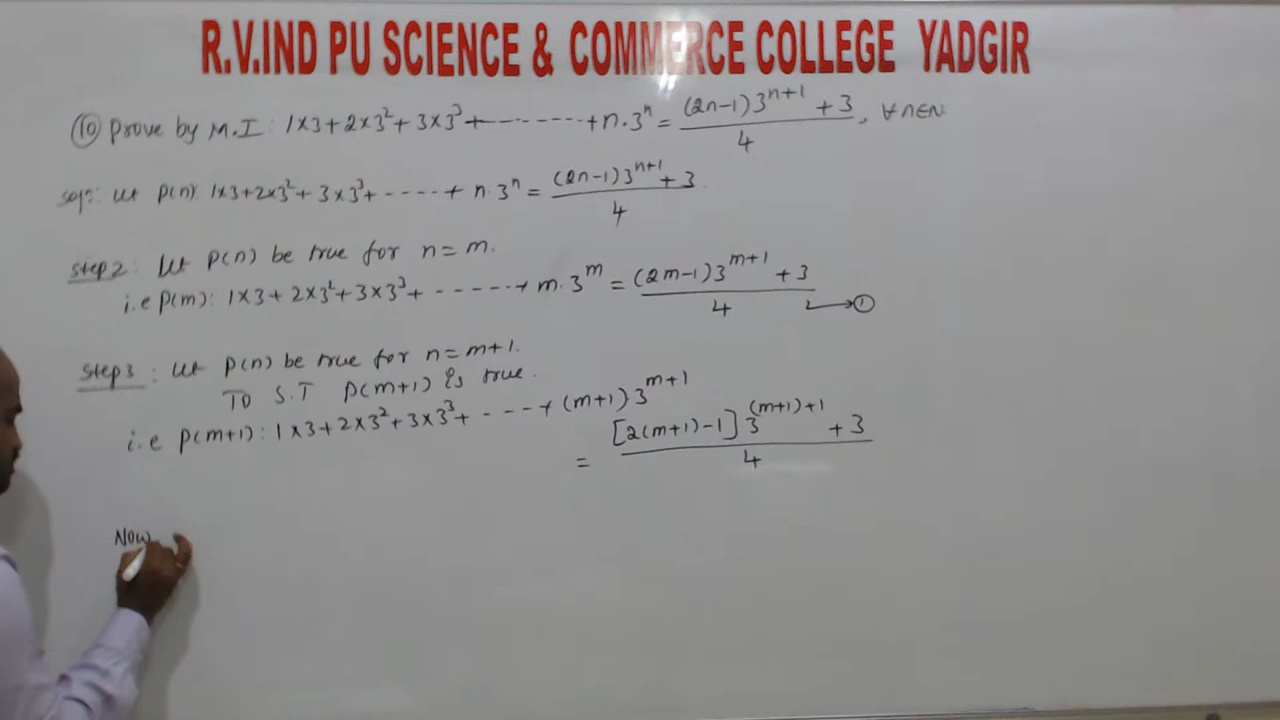 R.V.IND PU SCIENCE & COMMERCE COLLEGE YADGIR
(10) Prove by M.I: 1×3+2×3²+3×3³+-------+n.3ⁿ = ((2n-1)3ⁿ⁺¹+3)/4, ∀n∈N
Solⁿ: Let P(n): 1×3+2×3²+3×3³+-----+ n.3ⁿ = ((2n-1)3ⁿ⁺¹+3)/4
Step2: Let P(n) be true for n=m.
i.e P(m): 1×3+2×3²+3×3³+------+ m.3ᵐ = ((2m-1)3ᵐ⁺¹+3)/4 → ①
Step3: Let P(n) be true for n=m+1.
TO S.T P(m+1) is true.
i.e P(m+1): 1×3+2×3²+3×3³+----+(m+1)3ᵐ⁺¹
= ([2(m+1)-1]3⁽ᵐ⁺¹⁾⁺¹+3)/4
Now